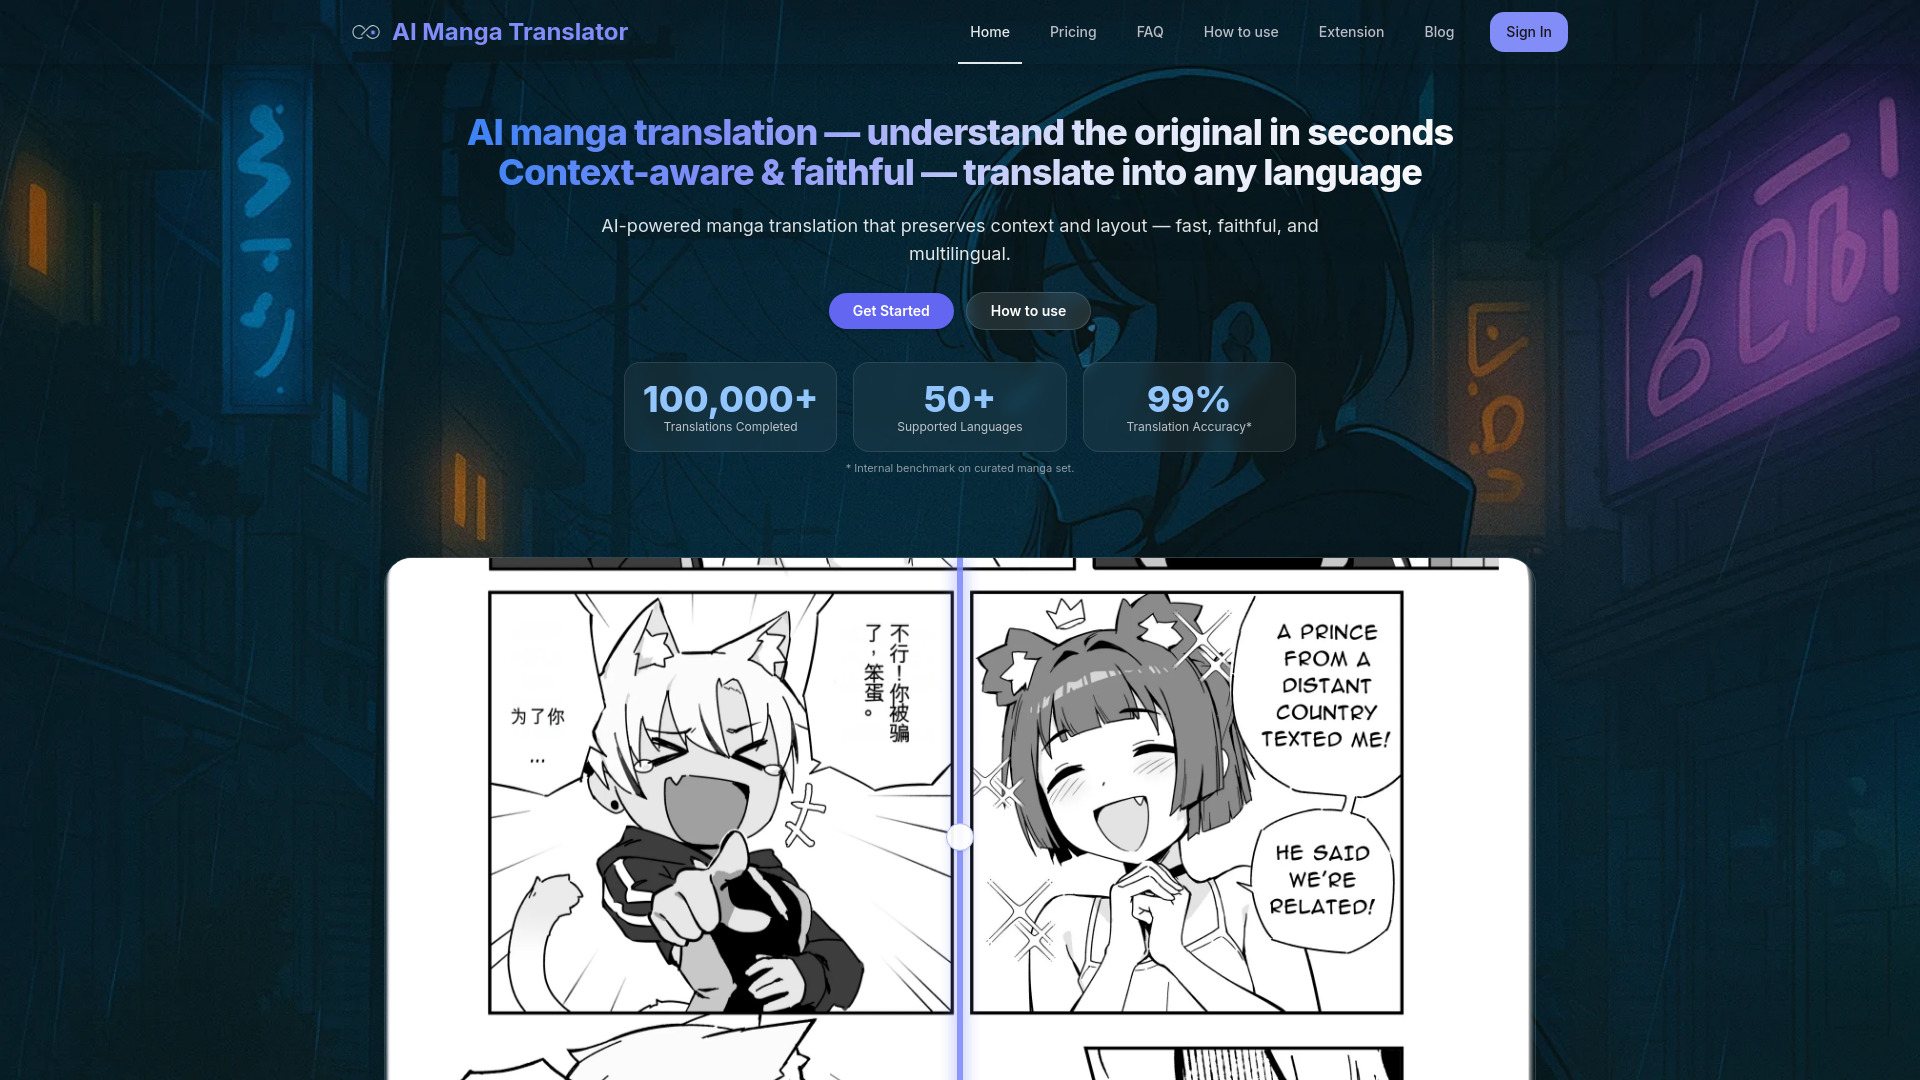 AI Manga Translator
Home
Pricing
FAQ
How to use
Extension
Blog
Sign In
AI manga translation — understand the original in seconds
Context-aware & faithful — translate into any language
AI-powered manga translation that preserves context and layout — fast, faithful, and
multilingual.
Get Started
How to use
100,000+
Translations Completed
50+
Supported Languages
99%
Translation Accuracy*
* Internal benchmark on curated manga set.
不行！你被骗
了，笨蛋。
为了你
...
A PRINCE
FROM A
DISTANT
COUNTRY
TEXTED ME!
HE SAID
WE'RE
RELATED!